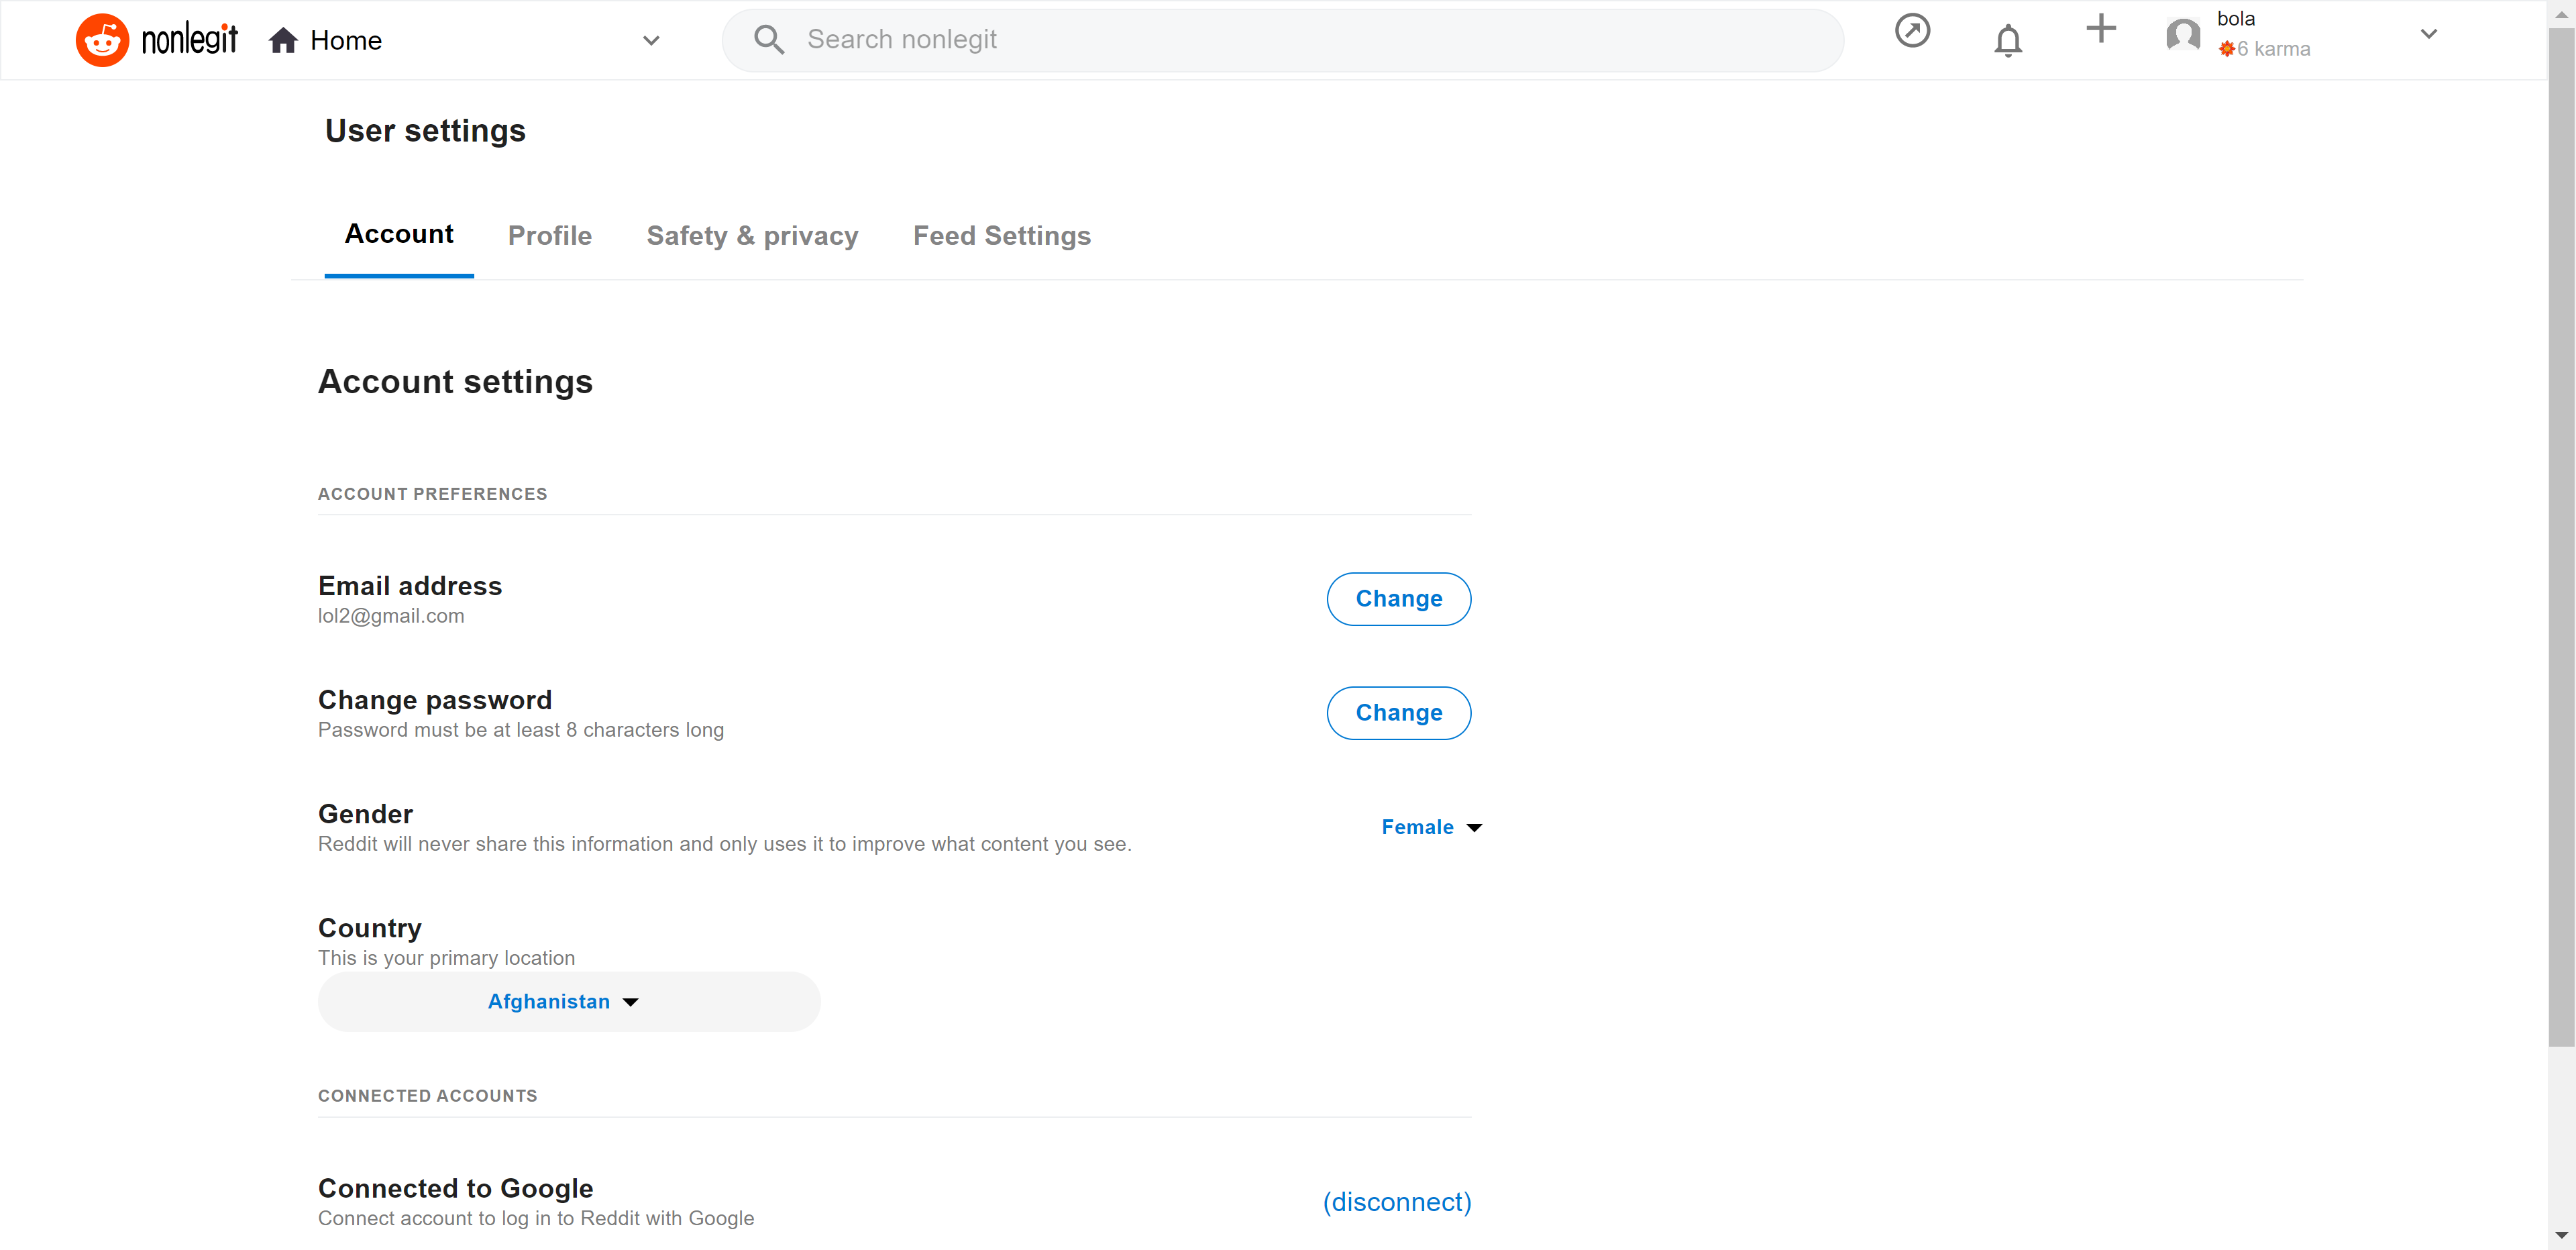 nonlegit Home Search nonlegit bola
6 karma
User settings
Account Profile Safety & privacy Feed Settings
Account settings
ACCOUNT PREFERENCES
Email address
lol2@gmail.com
Change
Change password
Password must be at least 8 characters long
Change
Gender
Reddit will never share this information and only uses it to improve what content you see.
Female
Country
This is your primary location
Afghanistan
CONNECTED ACCOUNTS
Connected to Google
Connect account to log in to Reddit with Google
(disconnect)